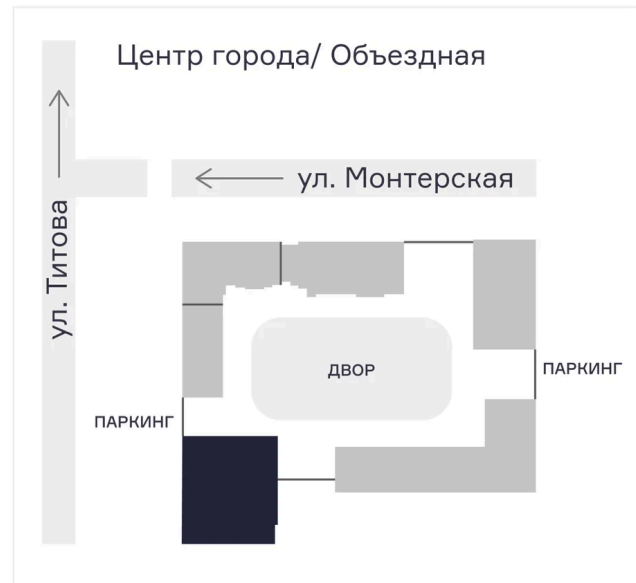 Центр города/ Объездная
ул. Монтерская
ул. Титова
ДВОР
ПАРКИНГ
ПАРКИНГ